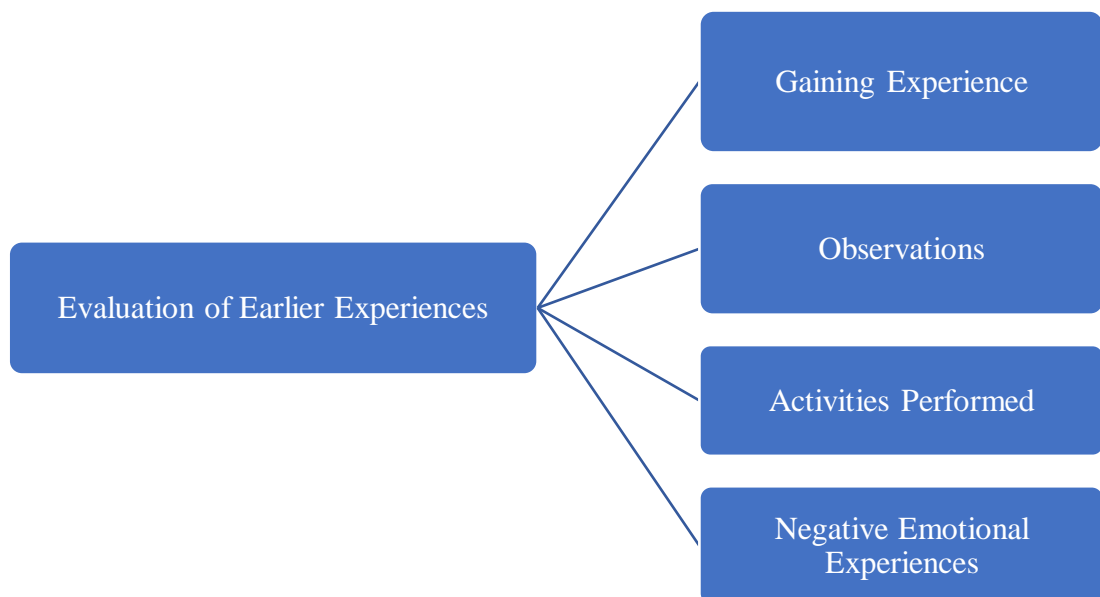 Gaining Experience
Observations
Evaluation of Earlier Experiences
Activities Performed
Negative Emotional
Experiences